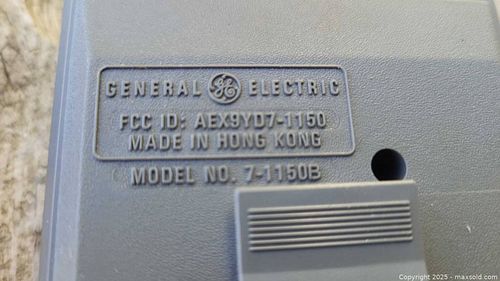 GENERAL GE ELECTRIC
FCC ID: AEX9YD7-1150
MADE IN HONG KONG
MODEL NO. 7-1150B
Copyright © 2025 - maxsold.com